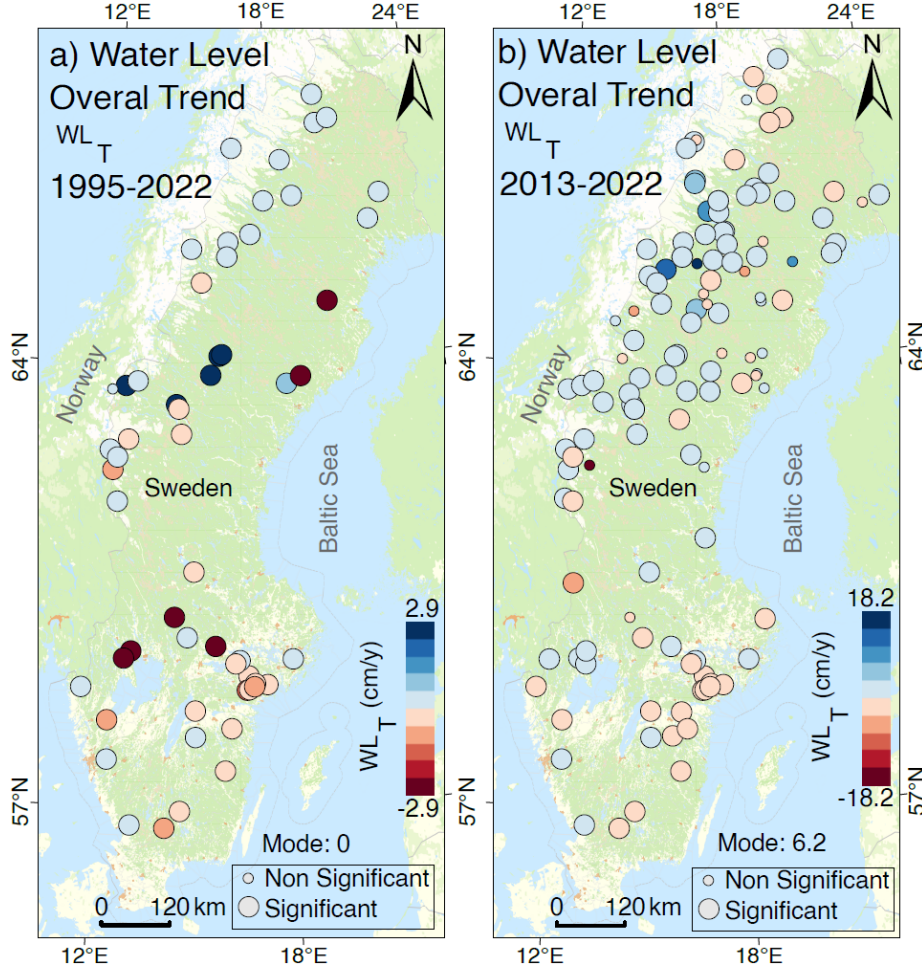 12°E 18°E 24°E
a) Water Level
Overal Trend
WL T
1995-2022
N
64°N
Norway
Sweden
Baltic Sea
2.9
WL T (cm/y)
-2.9
57°N
Mode: 0
Non Significant
Significant
0 120 km
12°E 18°E
12°E 18°E 24°E
b) Water Level
Overal Trend
WL T
2013-2022
N
64°N
64°N
Norway
Sweden
Baltic Sea
18.2
WL T (cm/y)
-18.2
57°N
57°N
Mode: 6.2
Non Significant
Significant
0 120 km
12°E 18°E